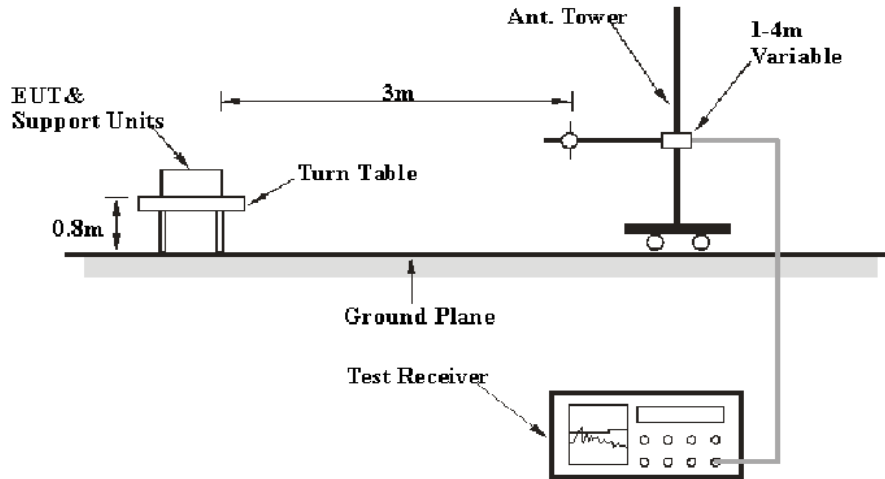 Ant. Tower
1-4m
Variable
3m
EUT&
Support Units
Turn Table
0.8m
Ground Plane
Test Receiver